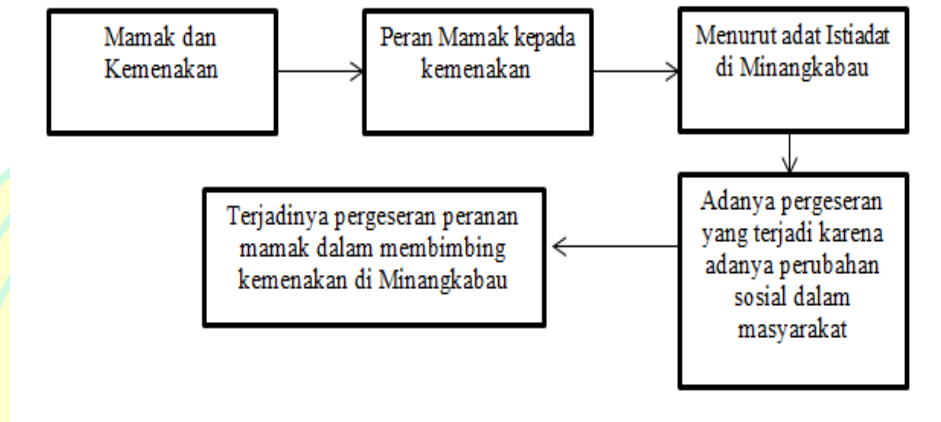 Mamak dan
Kemenakan
Peran Mamak kepada
kemenakan
Menurut adat Istiadat
di Minangkabau
Adanya pergeseran
yang terjadi karena
adanya perubahan
sosial dalam
masyarakat
Terjadinya pergeseran peranan
mamak dalam membimbing
kemenakan di Minangkabau